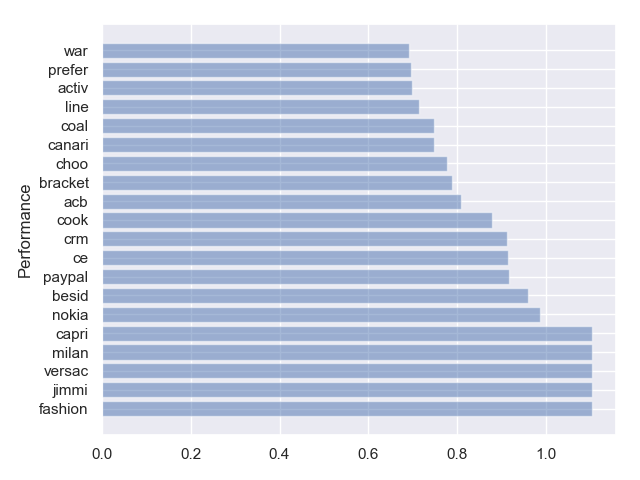 war
prefer
activ
line
coal
canari
choo
bracket
acb
cook
crm
ce
paypal
besid
nokia
capri
milan
versac
jimmi
fashion
Performance
0.0 0.2 0.4 0.6 0.8 1.0